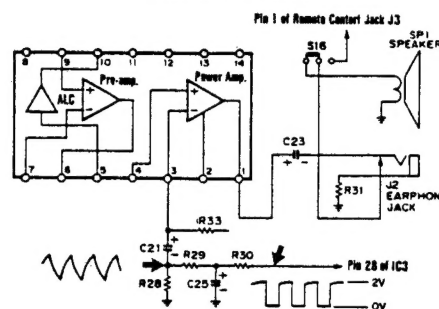 Pin 1 of Remote Contorl Jack J3
8 9 10 11 12 13 14
Pre-amp.
Power Amp.
ALC
+
-
+
-
7 6 5 4 3 2 1
S16
SP1
SPEAKER
C23
+ -
R31
J2
EARPHONE
JACK
R33
C21
+
-
R29
R30
R28
C25
+
-
Pin 28 of IC3
2V
0V